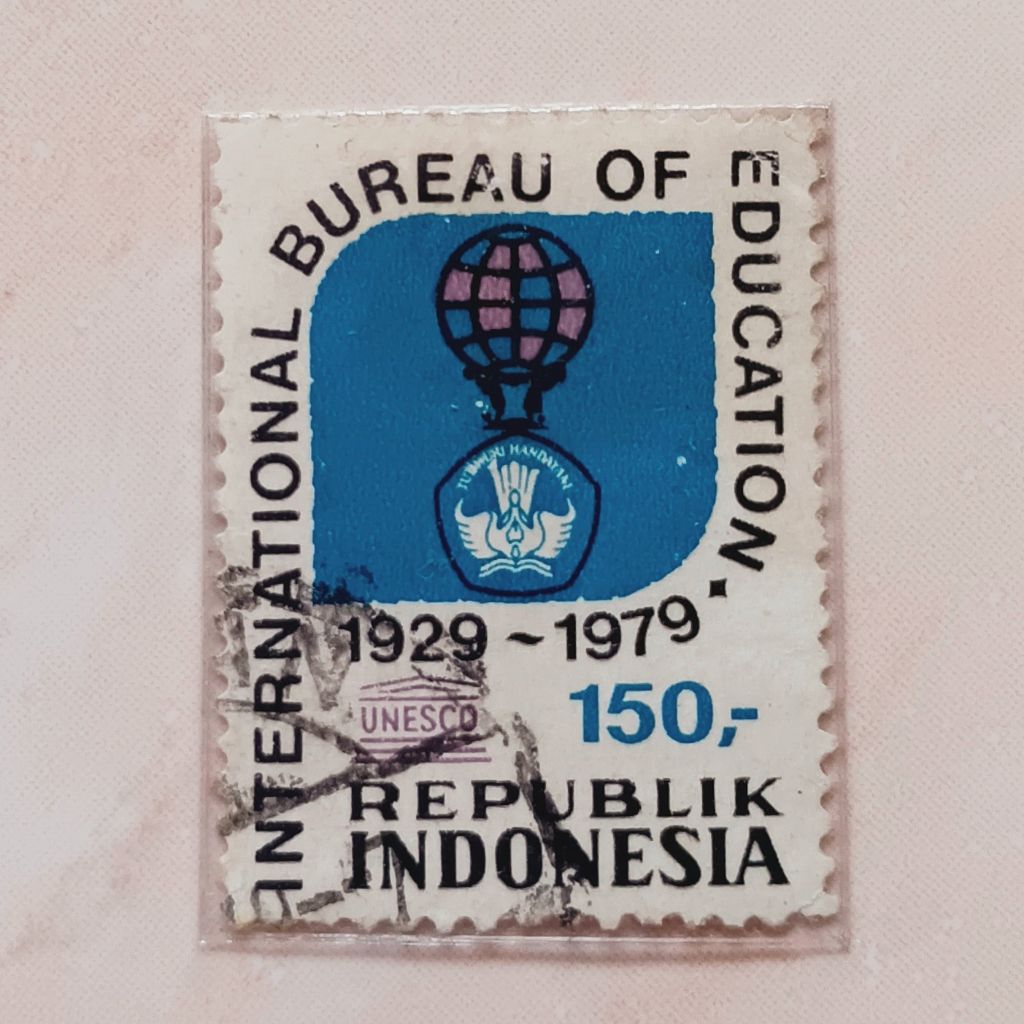 INTERNATIONAL BUREAU OF EDUCATION.
TUT WURI HANDAYANI
1929~1979
UNESCO
150,-
REPUBLIK
INDONESIA